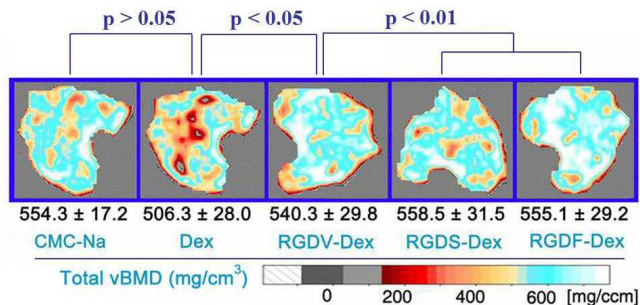 p > 0.05 p < 0.05 p < 0.01
554.3 ± 17.2 506.3 ± 28.0 540.3 ± 29.8 558.5 ± 31.5 555.1 ± 29.2
CMC-Na Dex RGDV-Dex RGDS-Dex RGDF-Dex
Total vBMD (mg/cm³)
0 200 400 600 [mg/ccm]